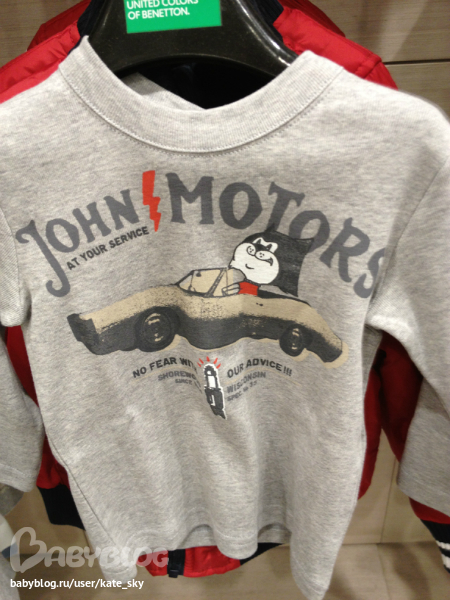 UNITED COLORS
OF BENETTON.
JOHN MOTORS
AT YOUR SERVICE
NO FEAR WITH OUR ADVICE!!!
WISCONSIN
BABYBLOG
babyblog.ru/user/kate_sky